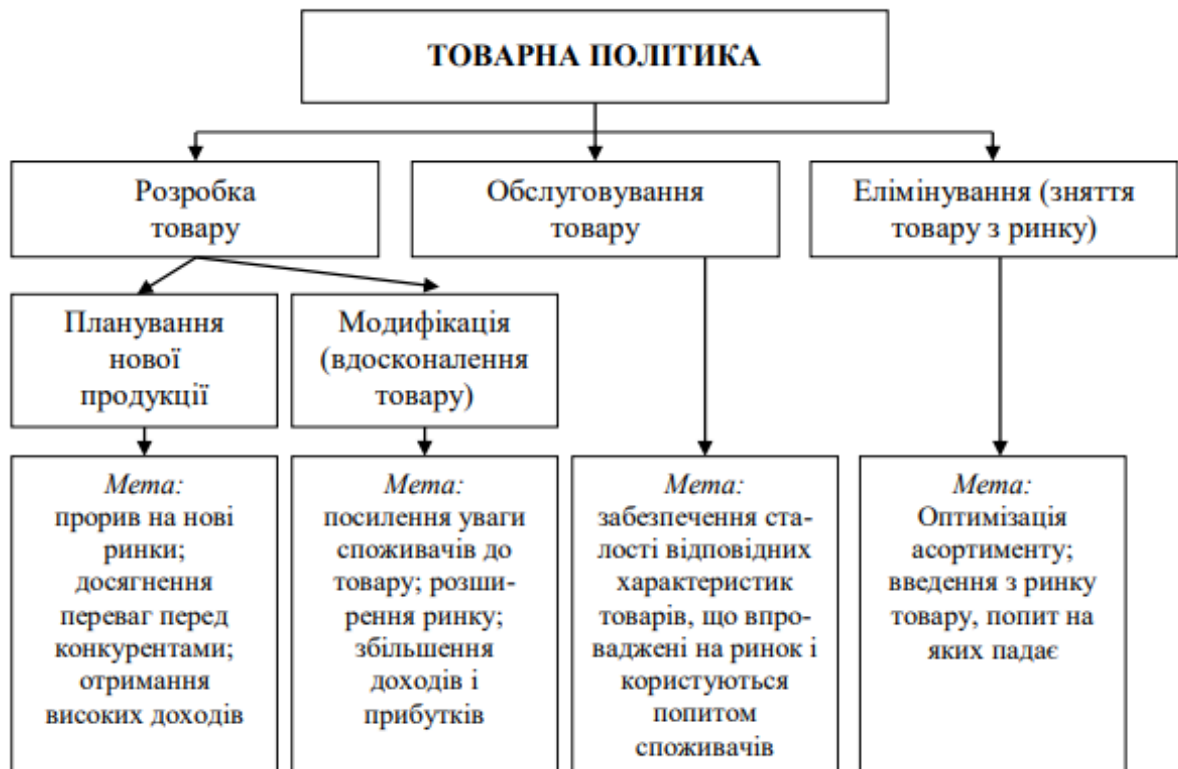 ТОВАРНА ПОЛІТИКА
Розробка
товару
Обслуговування
товару
Елімінування (зняття
товару з ринку)
Планування
нової
продукції
Модифікація
(вдосконалення
товару)
Мета:
прорив на нові
ринки;
досягнення
переваг перед
конкурентами;
отримання
високих доходів
Мета:
посилення уваги
споживачів до
товару; розши-
рення ринку;
збільшення
доходів і
прибутків
Мета:
забезпечення ста-
лості відповідних
характеристик
товарів, що впро-
ваджені на ринок і
користуються
попитом
споживачів
Мета:
Оптимізація
асортименту;
введення з ринку
товару, попит на
яких падає